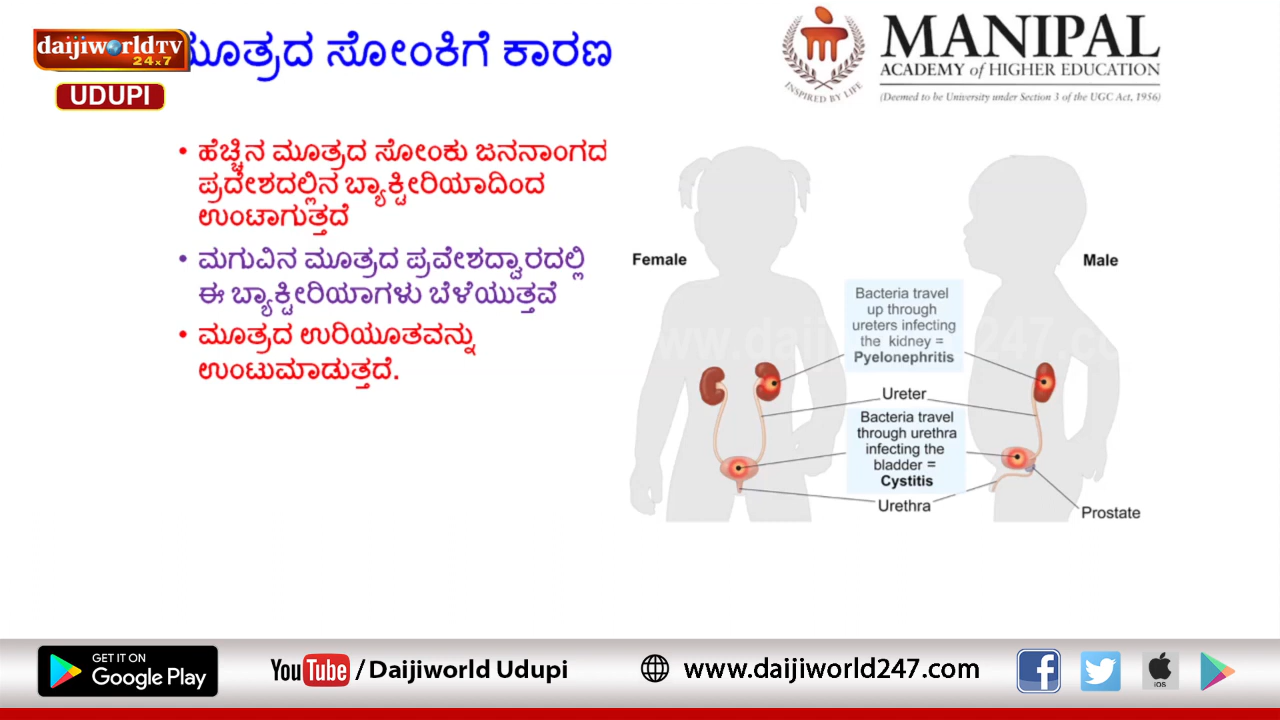 daijiworldTV
24x7
UDUPI
ಮೂತ್ರದ ಸೋಂಕಿಗೆ ಕಾರಣ
MANIPAL
ACADEMY of HIGHER EDUCATION
(Deemed to be University under Section 3 of the UGC Act, 1956)
INSPIRED BY LIFE
• ಹೆಚ್ಚಿನ ಮೂತ್ರದ ಸೋಂಕು ಜನನಾಂಗದ
ಪ್ರದೇಶದಲ್ಲಿನ ಬ್ಯಾಕ್ಟೀರಿಯಾದಿಂದ
ಉಂಟಾಗುತ್ತದೆ
• ಮಗುವಿನ ಮೂತ್ರದ ಪ್ರವೇಶದ್ವಾರದಲ್ಲಿ
ಈ ಬ್ಯಾಕ್ಟೀರಿಯಾಗಳು ಬೆಳೆಯುತ್ತವೆ
• ಮೂತ್ರದ ಉರಿಯೂತವನ್ನು
ಉಂಟುಮಾಡುತ್ತದೆ.
Female
Male
Bacteria travel
up through
ureters infecting
the kidney =
Pyelonephritis
Ureter
Bacteria travel
through urethra
infecting the
bladder =
Cystitis
Urethra
Prostate
GET IT ON
Google Play
YouTube / Daijiworld Udupi
www.daijiworld247.com
iOS